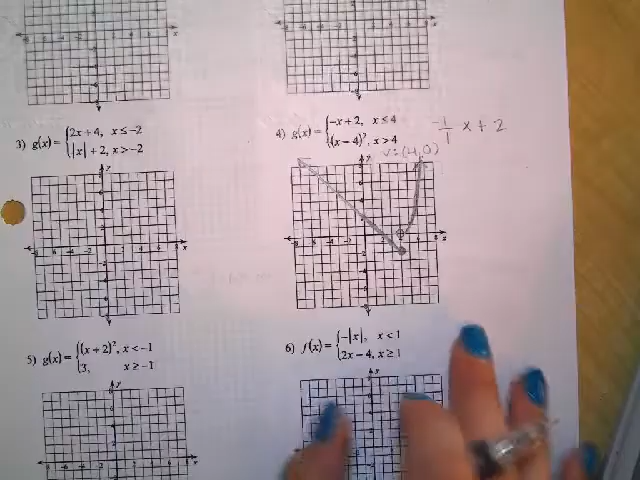 3) g(x) = { 2x + 4, x ≤ -2
|x| + 2, x > -2
4) g(x) = { -x + 2, x ≤ 4
(x - 4)², x > 4
-1/1 x + 2
v: (4,0)
5) g(x) = { (x + 2)², x < -1
3, x ≥ -1
6) f(x) = { -|x|, x < 1
2x - 4, x ≥ 1